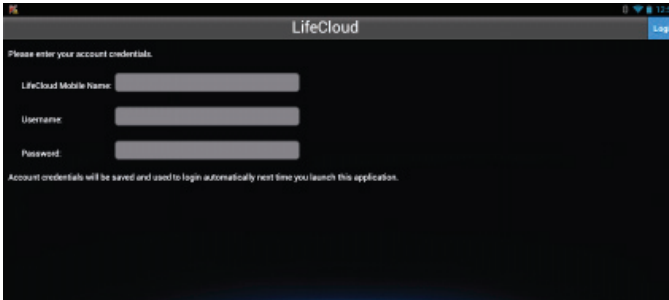 LifeCloud
Please enter your account credentials.
LifeCloud Mobile Name:
Username:
Password:
Account credentials will be saved and used to login automatically next time you launch this application.